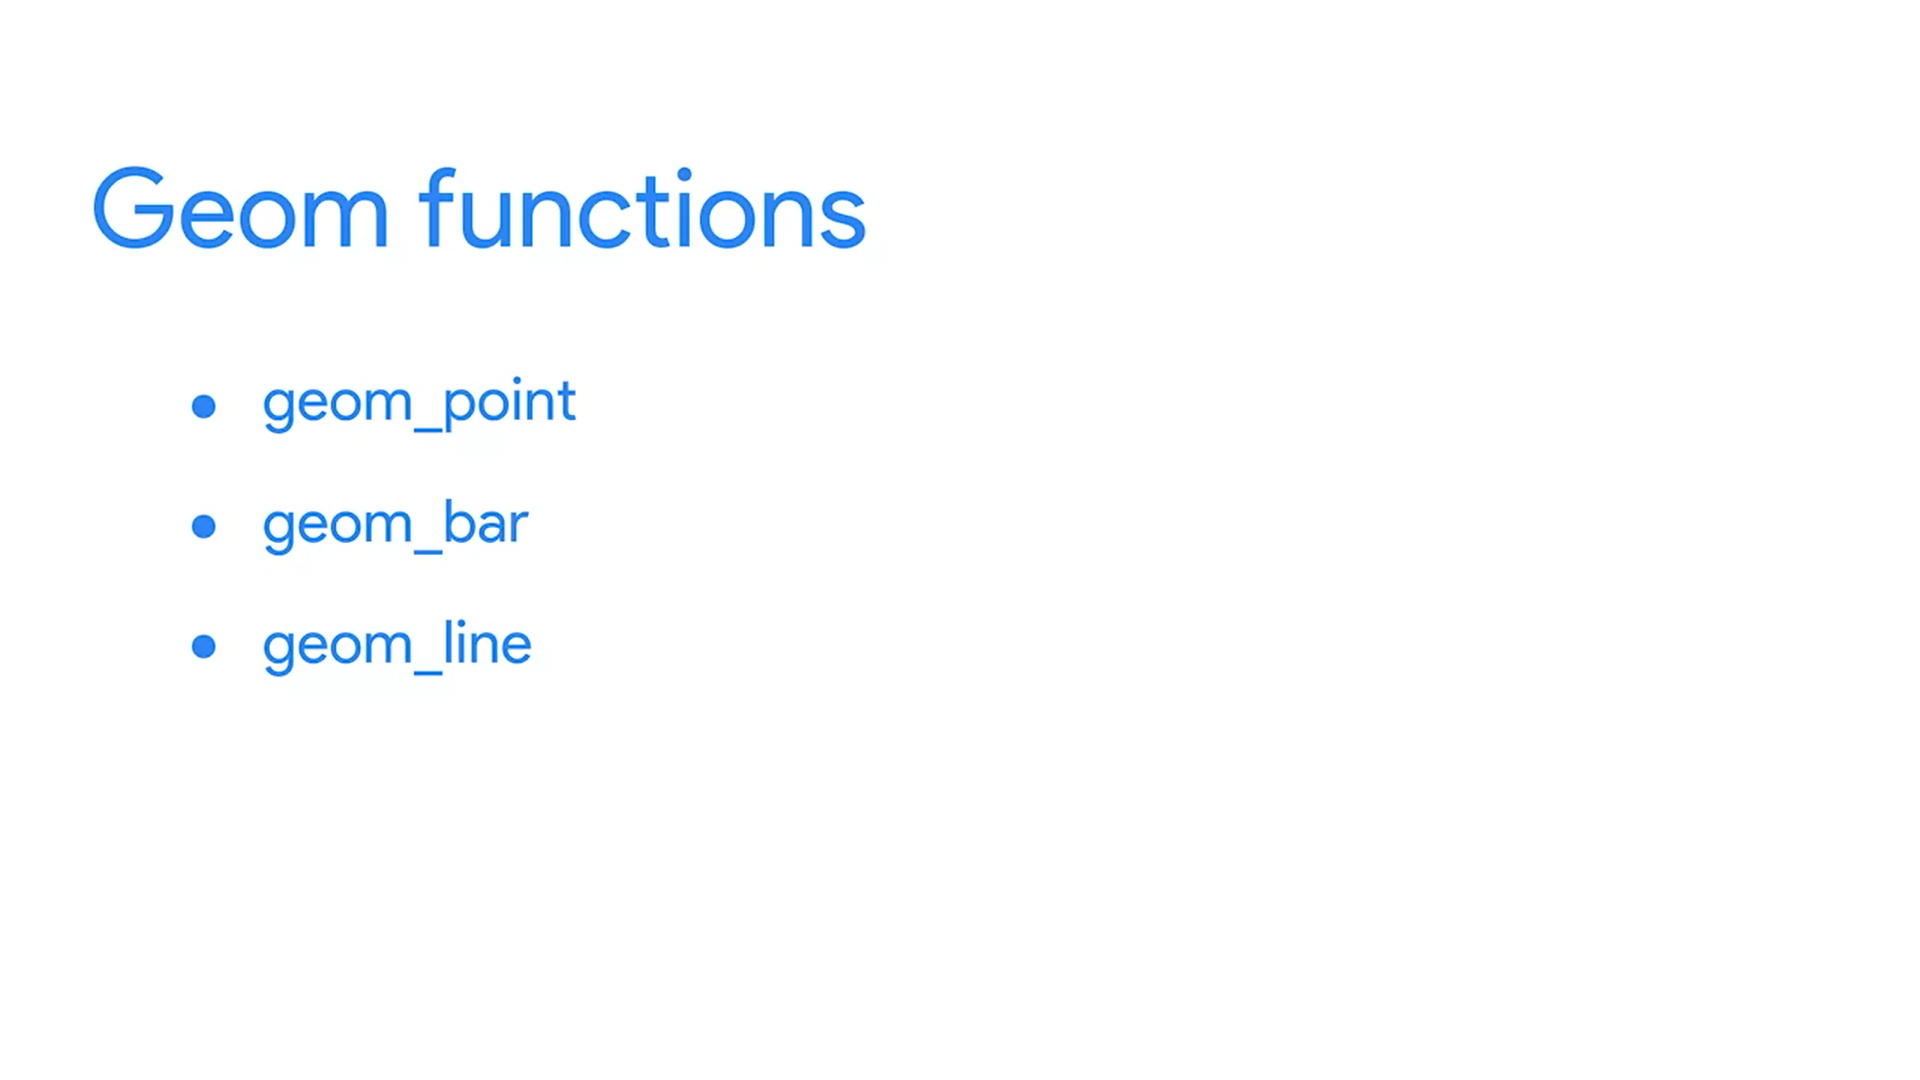 Geom functions
● geom_point
● geom_bar
● geom_line